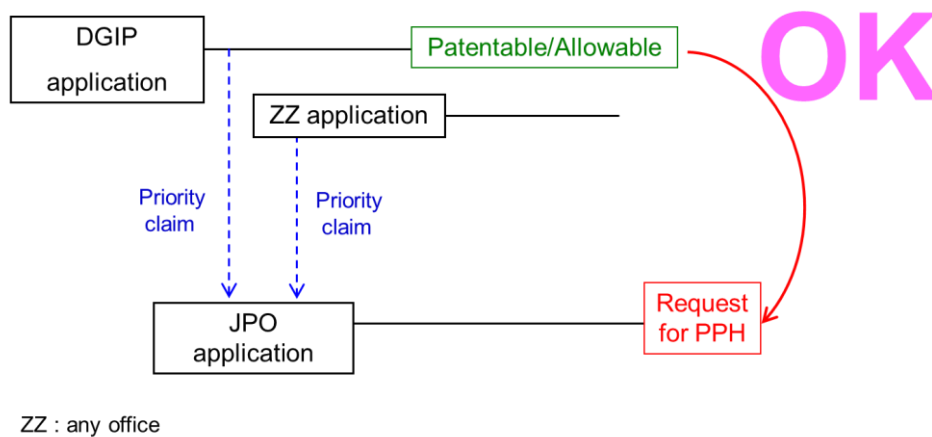 DGIP
application
Patentable/Allowable
OK
ZZ application
Priority
claim
Priority
claim
JPO
application
Request
for PPH
ZZ : any office